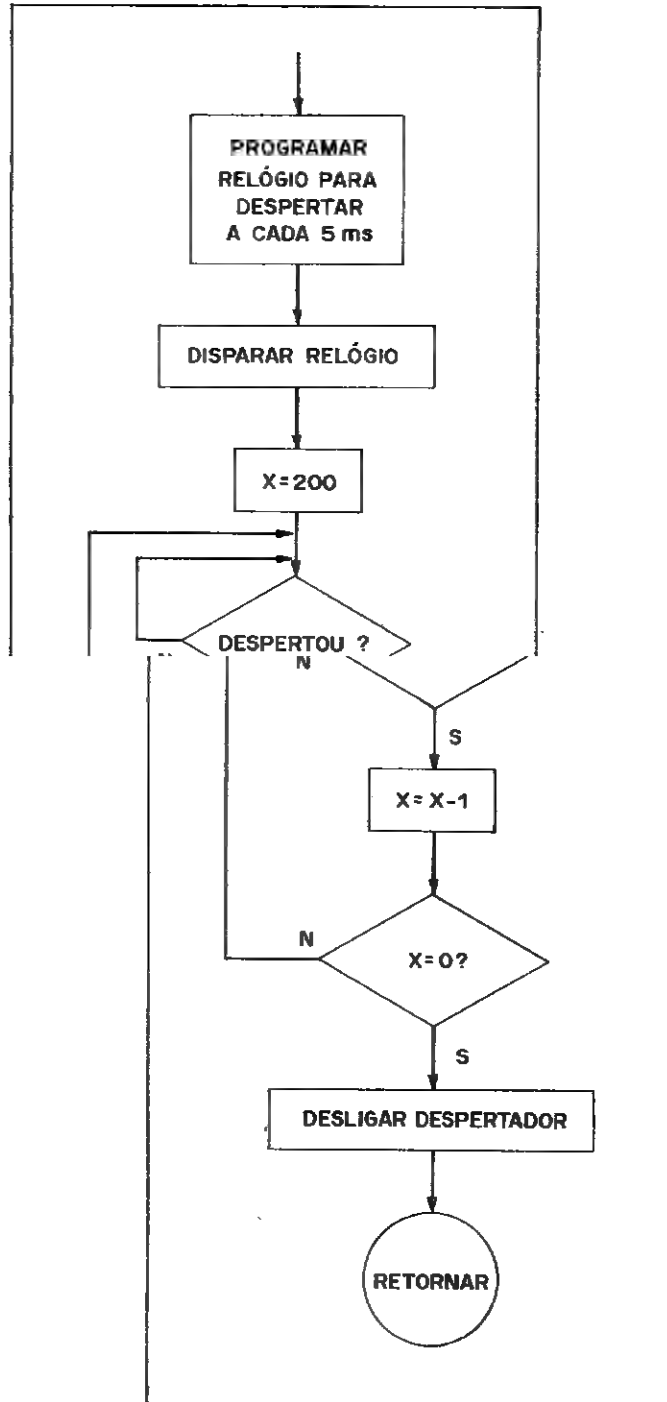 PROGRAMAR
RELÓGIO PARA
DESPERTAR
A CADA 5 ms
DISPARAR RELÓGIO
X=200
DESPERTOU ?
N
S
X=X-1
N
X=0?
S
DESLIGAR DESPERTADOR
RETORNAR